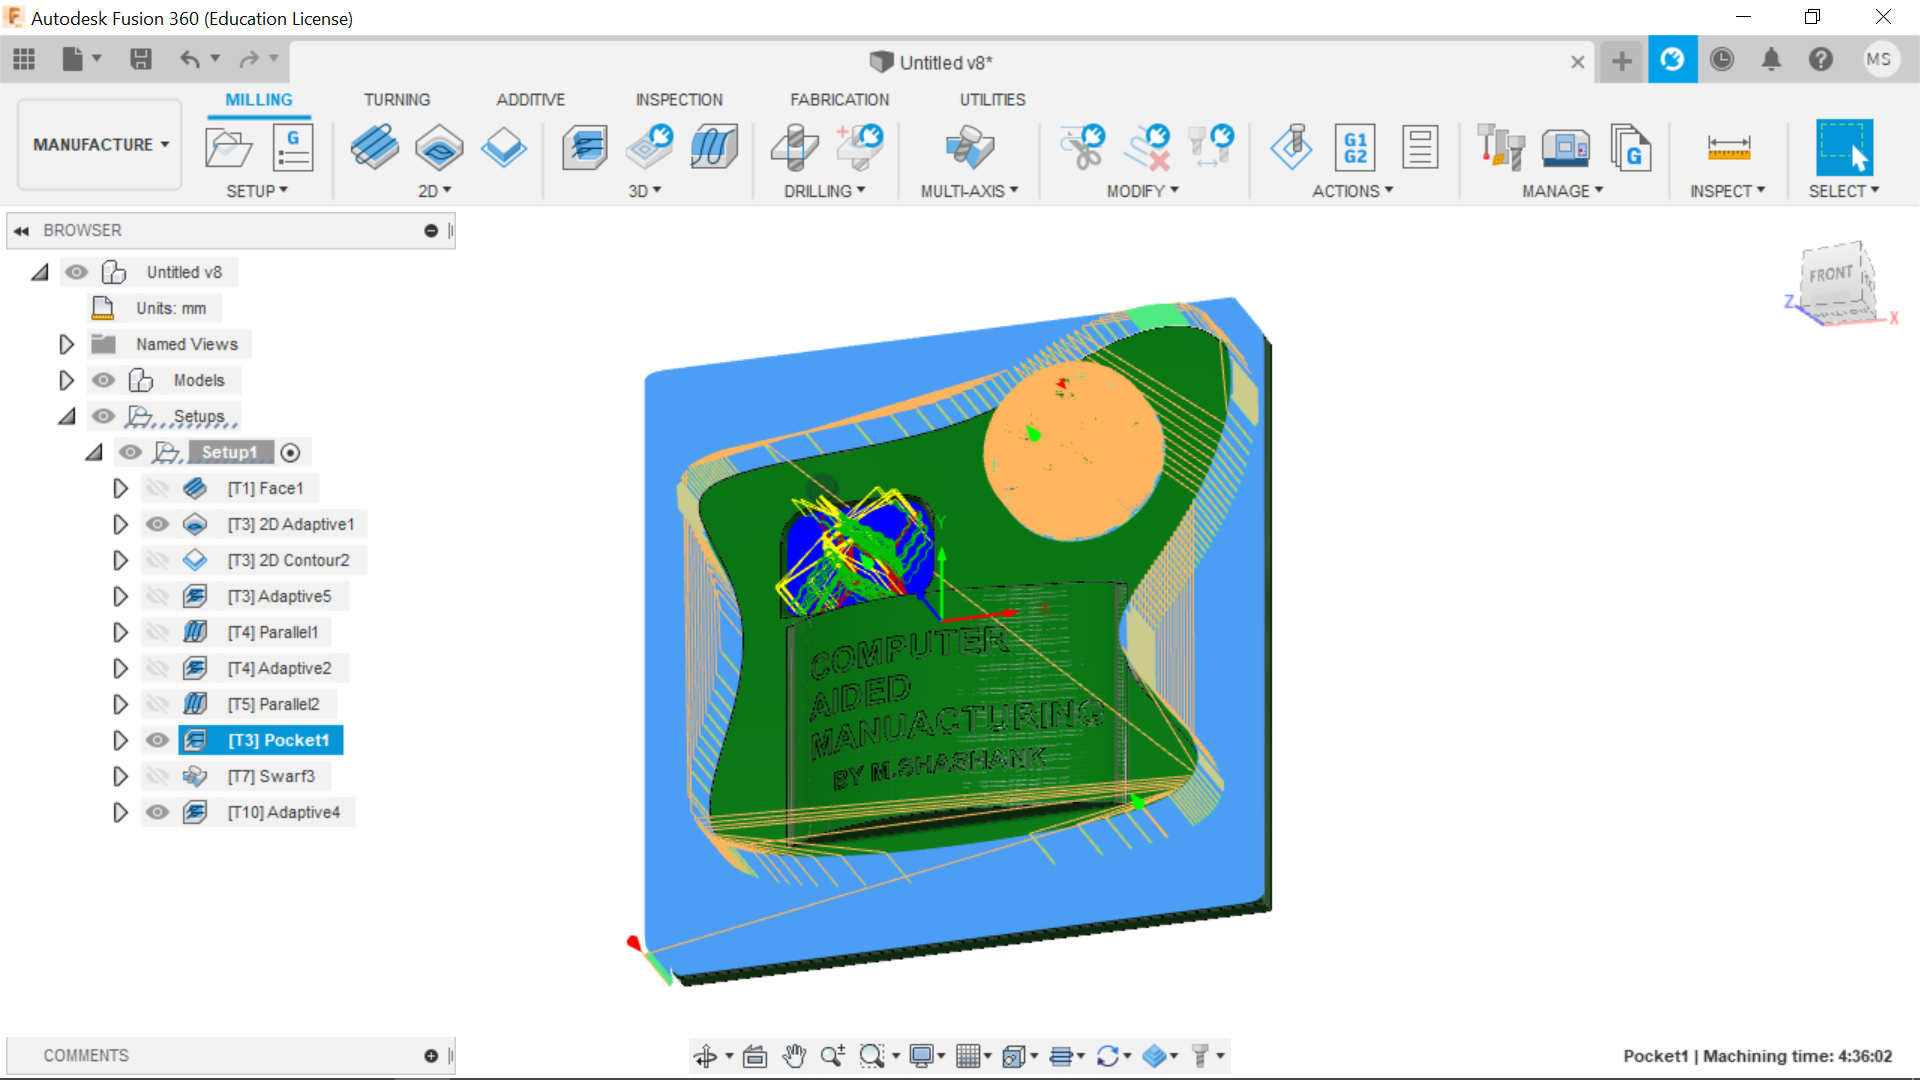 Autodesk Fusion 360 (Education License)
Untitled v8*
MS
MANUFACTURE
MILLING
TURNING
ADDITIVE
INSPECTION
FABRICATION
UTILITIES
G
G1
G2
G
SETUP
2D
3D
DRILLING
MULTI-AXIS
MODIFY
ACTIONS
MANAGE
INSPECT
SELECT
BROWSER
Untitled v8
Units: mm
Named Views
Models
Setups
Setup1
[T1] Face1
[T3] 2D Adaptive1
[T3] 2D Contour2
[T3] Adaptive5
[T4] Parallel1
[T4] Adaptive2
[T5] Parallel2
[T3] Pocket1
[T7] Swarf3
[T10] Adaptive4
FRONT
Z
X
Y
X
COMPUTER
AIDED
MANUACTURING
BY M.SHASHANK
COMMENTS
Pocket1 | Machining time: 4:36:02